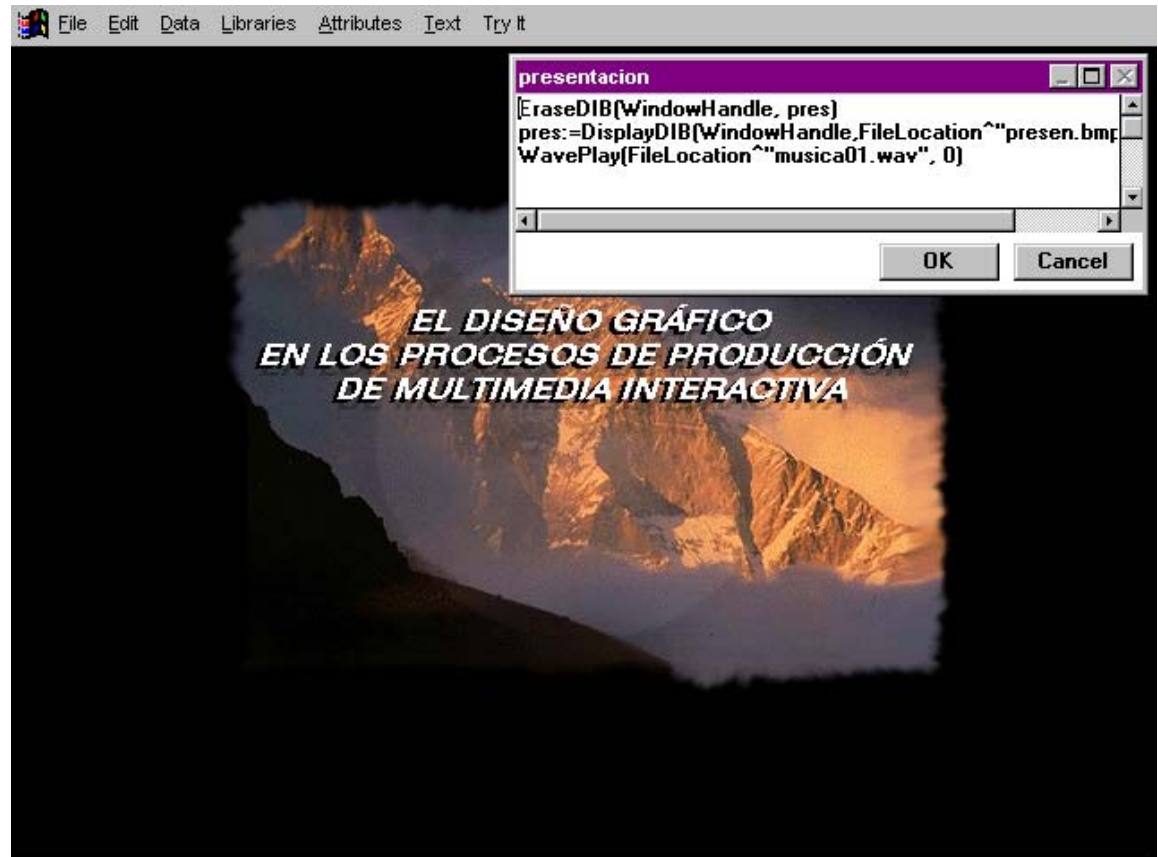 File Edit Data Libraries Attributes Text Try It
presentacion
EraseDIB(WindowHandle, pres)
pres:=DisplayDIB(WindowHandle,FileLocation^"presen.bmp
WavePlay(FileLocation^"musica01.wav", 0)
OK Cancel
EL DISEÑO GRÁFICO
EN LOS PROCESOS DE PRODUCCIÓN
DE MULTIMEDIA INTERACTIVA